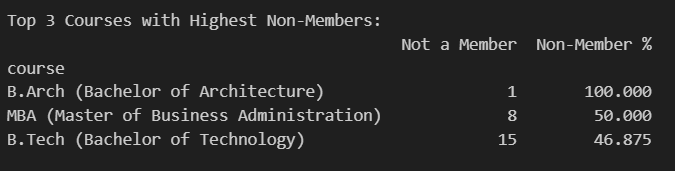 Top 3 Courses with Highest Non-Members:
Not a Member  Non-Member %
course
B.Arch (Bachelor of Architecture)  1  100.000
MBA (Master of Business Administration)  8  50.000
B.Tech (Bachelor of Technology)  15  46.875